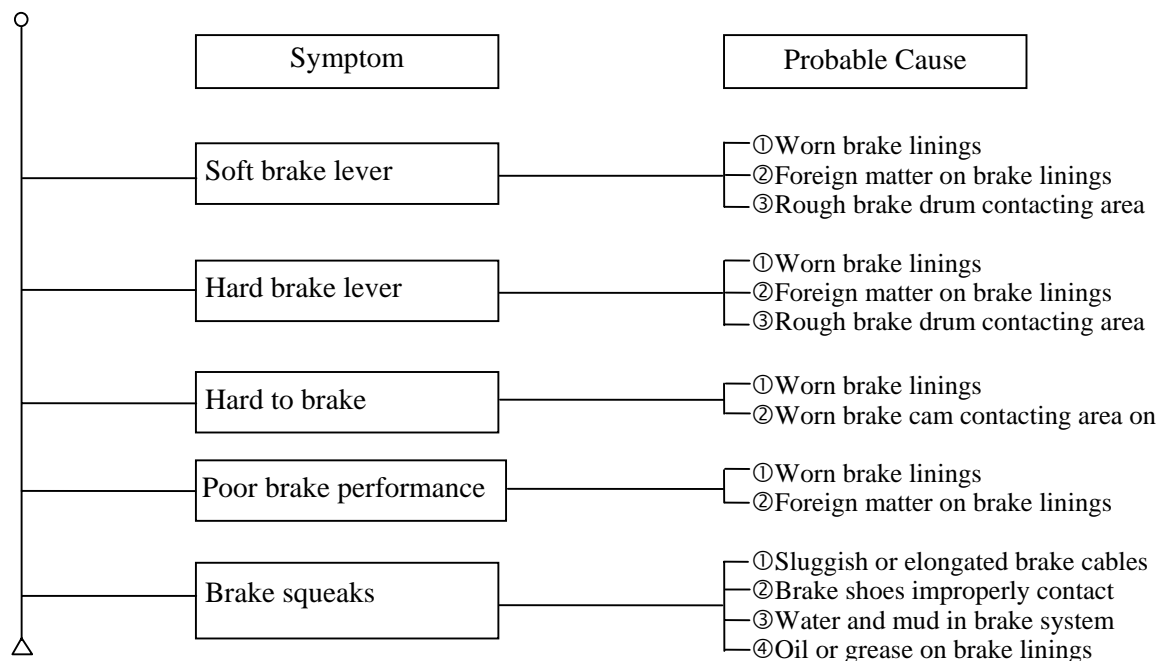 Symptom
Probable Cause
Soft brake lever
①Worn brake linings
②Foreign matter on brake linings
③Rough brake drum contacting area
Hard brake lever
①Worn brake linings
②Foreign matter on brake linings
③Rough brake drum contacting area
Hard to brake
①Worn brake linings
②Worn brake cam contacting area on
Poor brake performance
①Worn brake linings
②Foreign matter on brake linings
Brake squeaks
①Sluggish or elongated brake cables
②Brake shoes improperly contact
③Water and mud in brake system
④Oil or grease on brake linings